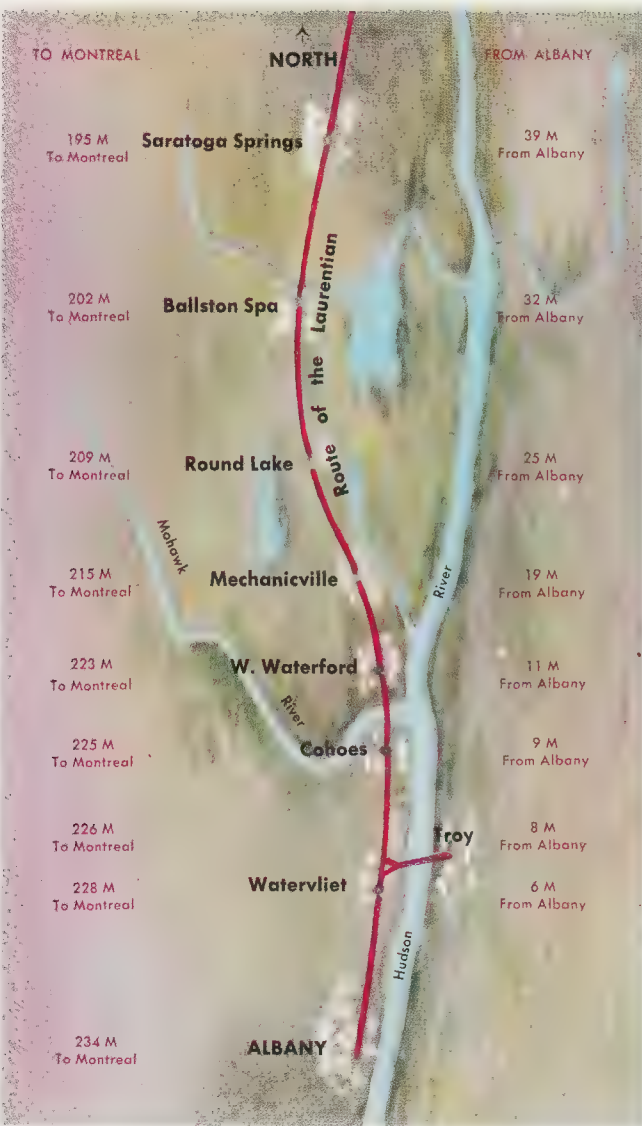 TO MONTREAL
NORTH
FROM ALBANY
195 M
To Montreal
Saratoga Springs
39 M
From Albany
202 M
To Montreal
Ballston Spa
32 M
From Albany
Route of the Laurentian
209 M
To Montreal
Round Lake
25 M
From Albany
Mohawk
River
215 M
To Montreal
Mechanicville
River
19 M
From Albany
223 M
To Montreal
W. Waterford
11 M
From Albany
225 M
To Montreal
Cohoes
9 M
From Albany
226 M
To Montreal
Troy
8 M
From Albany
228 M
To Montreal
Watervliet
6 M
From Albany
Hudson
234 M
To Montreal
ALBANY